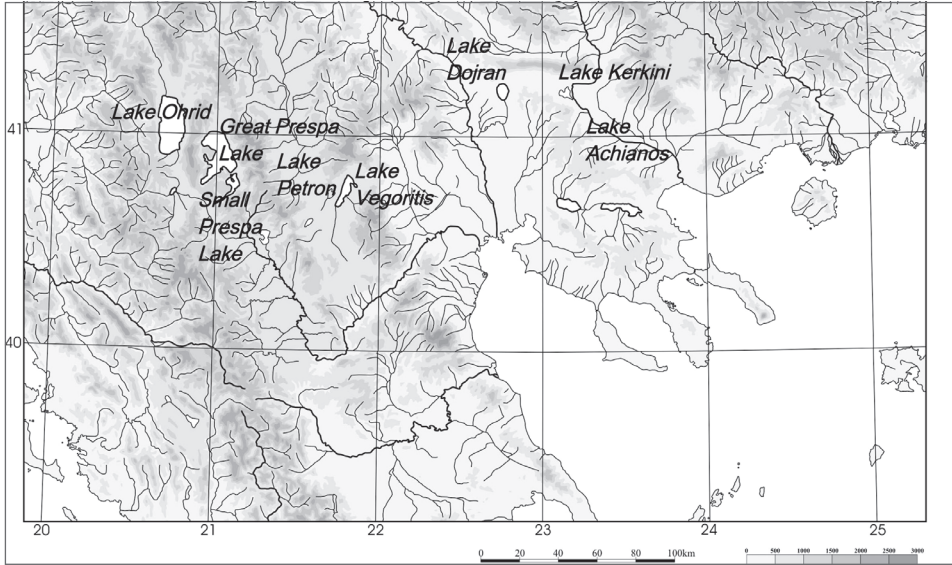 Lake
Dojran
Lake Kerkini
Lake Ohrid
Great Prespa
Lake
Lake
Achianos
41
Lake
Petron
Lake
Vegoritis
Small
Prespa
Lake
40
20
21
22
23
24
25
0 20 40 60 80 100km
0 500 1000 1500 2000 2500 3000